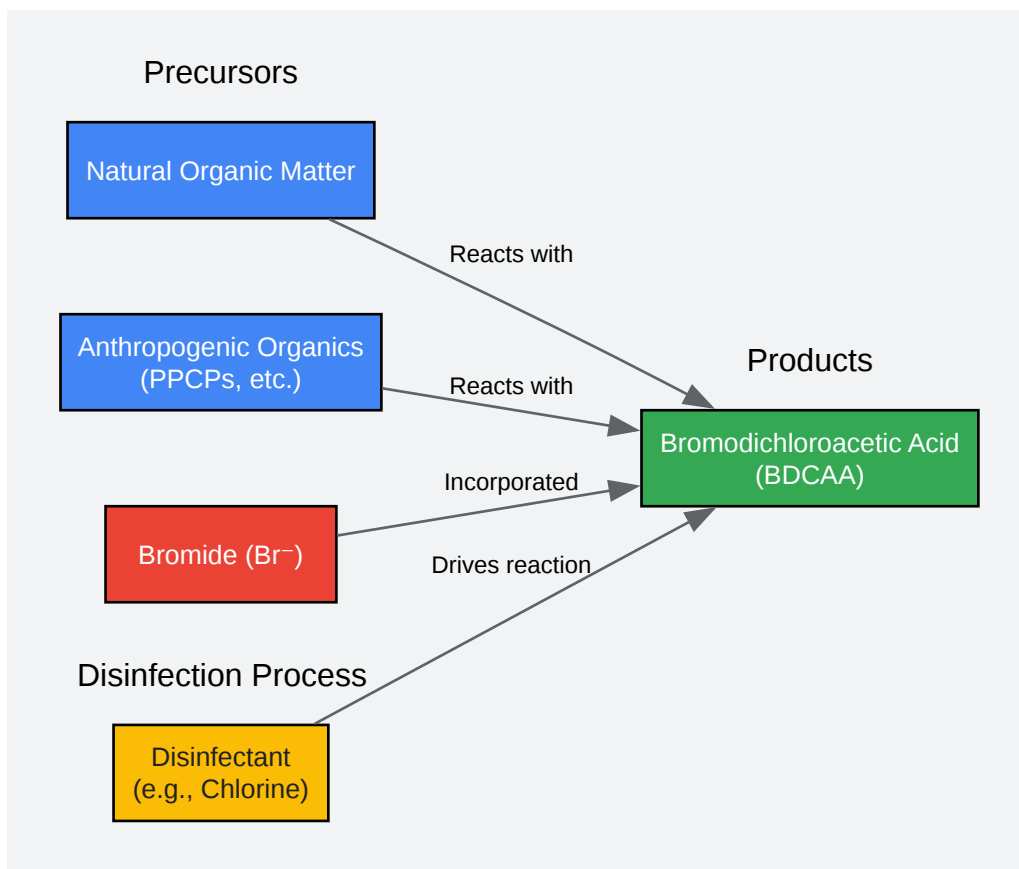 Precursors
Natural Organic Matter
Reacts with
Anthropogenic Organics
(PPCPs, etc.)
Reacts with
Products
Bromodichloroacetic Acid
(BDCAA)
Incorporated
Bromide (Br⁻)
Drives reaction
Disinfection Process
Disinfectant
(e.g., Chlorine)